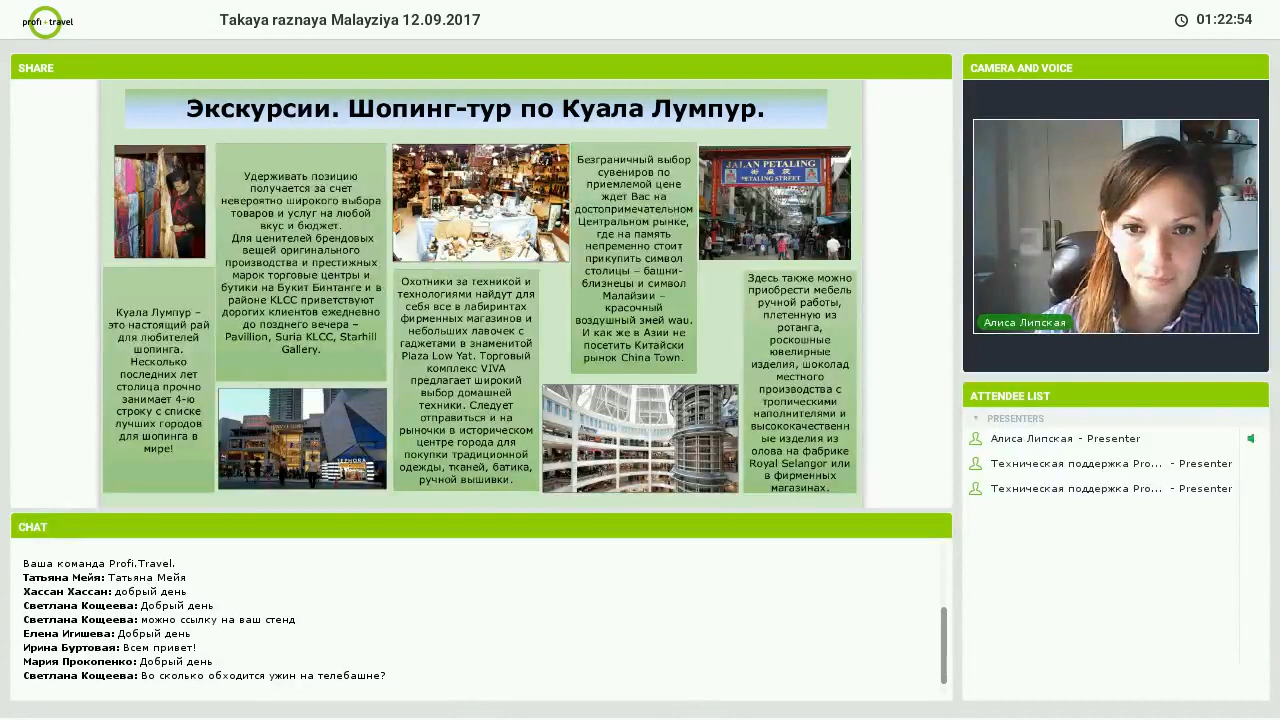 profi+travel
Takaya raznaya Malayziya 12.09.2017
01:22:54
SHARE
Экскурсии. Шопинг-тур по Куала Лумпур.
Куала Лумпур –
это настоящий рай
для любителей
шопинга.
Несколько
последних лет
столица прочно
занимает 4-ю
строку с списке
лучших городов
для шопинга в
мире!
Удерживать позицию
получается за счет
невероятно широкого выбора
товаров и услуг на любой
вкус и бюджет.
Для ценителей брендовых
вещей оригинального
производства и престижных
марок торговые центры и
бутики на Букит Бинтанге и в
районе KLCC приветствуют
дорогих клиентов ежедневно
до позднего вечера –
Pavillion, Suria KLCC, Starhill
Gallery.
SEPHORA
Охотники за техникой и
технологиями найдут для
себя все в лабиринтах
фирменных магазинов и
небольших лавочек с
гаджетами в знаменитой
Plaza Low Yat. Торговый
комплекс VIVA
предлагает широкий
выбор домашней
техники. Следует
отправиться и на
рыночки в историческом
центре города для
покупки традиционной
одежды, тканей, батика,
ручной вышивки.
Безграничный выбор
сувениров по
приемлемой цене
ждет Вас на
достопримечательном
Центральном рынке,
где на память
непременно стоит
прикупить символ
столицы – башни-
близнецы и символ
Малайзии –
красочный
воздушный змей wau.
И как же в Азии не
посетить Китайски
рынок China Town.
JALAN PETALING
PETALING STREET
Здесь также можно
приобрести мебель
ручной работы,
плетенную из
ротанга,
роскошные
ювелирные
изделия, шоколад
местного
производства с
тропическими
наполнителями и
высококачественн
ые изделия из
олова на фабрике
Royal Selangor или
в фирменных
магазинах.
CAMERA AND VOICE
Алиса Липская
ATTENDEE LIST
PRESENTERS
Алиса Липская - Presenter
Техническая поддержка Pro... - Presenter
Техническая поддержка Pro... - Presenter
CHAT
Ваша команда Profi.Travel.
Татьяна Мейя: Татьяна Мейя
Хассан Хассан: добрый день
Светлана Кощеева: Добрый день
Светлана Кощеева: можно ссылку на ваш стенд
Елена Игишева: Добрый день
Ирина Буртовая: Всем привет!
Мария Прокопенко: Добрый день
Светлана Кощеева: Во сколько обходится ужин на телебашне?